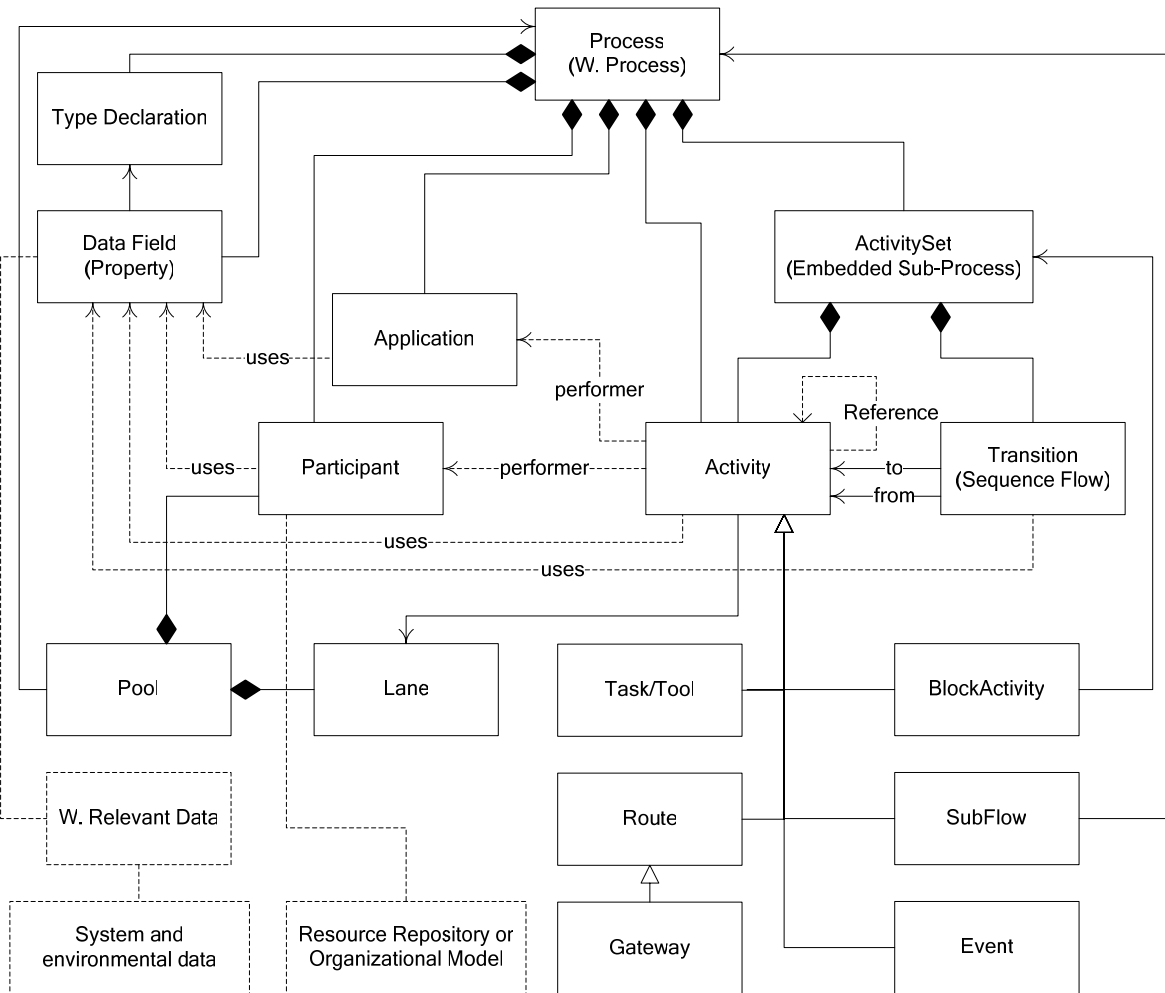 Process
(W. Process)
Type Declaration
Data Field
(Property)
ActivitySet
(Embedded Sub-Process)
Application
uses
performer
Reference
Participant
uses
performer
Activity
to
from
Transition
(Sequence Flow)
uses
uses
Pool
Lane
Task/Tool
BlockActivity
W. Relevant Data
Route
SubFlow
System and
environmental data
Resource Repository or
Organizational Model
Gateway
Event